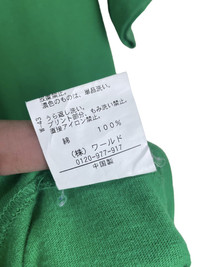 濃色のものは、単品洗い。
うら返し洗い。
プリント部分、もみ洗い禁止。
直接アイロン禁止。
綿 100%
(株)ワールド
0120-977-917
中国製